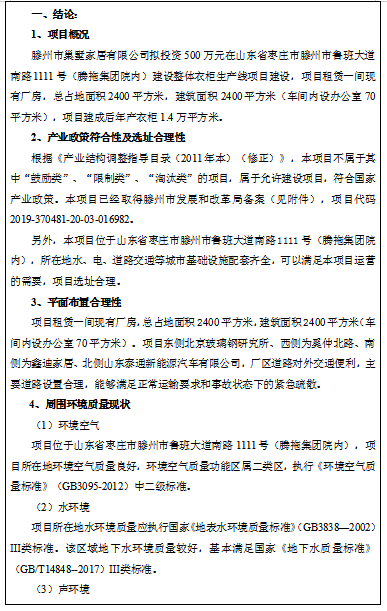 一、结论：
1、项目概况
滕州市巢墅家居有限公司拟投资 500 万元在山东省枣庄市滕州市鲁班大道
南路1111 号（腾拖集团院内）建设整体衣柜生产线项目建设，项目租赁一间现
有厂房，总占地面积 2400 平方米，建筑面积 2400 平方米（车间内设办公室 70
平方米），项目建成后年产衣柜 1.4 万平方米。
2、产业政策符合性及选址合理性
根据《产业结构调整指导目录（2011 年本）（修正）》，本项目不属于其
中“鼓励类”、“限制类”、“淘汰类”的项目，属于允许建设项目，符合国家
产业政策。本项目已经取得滕州市发展和改革局备案（见附件），项目代码
2019-370481-20-03-016982。
另外，本项目位于山东省枣庄市滕州市鲁班大道南路1111 号（腾拖集团院
内），所在地水、电、道路交通等城市基础设施配套齐全，可以满足本项目运营
的需要，项目选址合理。
3、平面布置合理性
项目租赁一间现有厂房，总占地面积 2400 平方米，建筑面积 2400 平方米（车
间内设办公室 70 平方米）。项目东侧北京玻璃钢研究所、西侧为奚仲北路、南
侧为鑫迪家居、北侧山东泰通新能源汽车有限公司，厂区道路对外交通便利，主
要道路设置合理，能够满足正常运输要求和事故状态下的紧急疏散。
4、周围环境质量现状
（1）环境空气
项目位于山东省枣庄市滕州市鲁班大道南路 1111 号（腾拖集团院内），项
目所在地环境空气质量良好，环境空气质量功能区属二类区，执行《环境空气质
量标准》（GB3095-2012）中二级标准。
（2）水环境
项目所在地水环境质量应执行国家《地表水环境质量标准》（GB3838—2002）
III类标准。该区域地下水环境质量较好，基本满足国家《地下水质量标准》
（GB/T14848--2017）III类标准。
（3）声环境